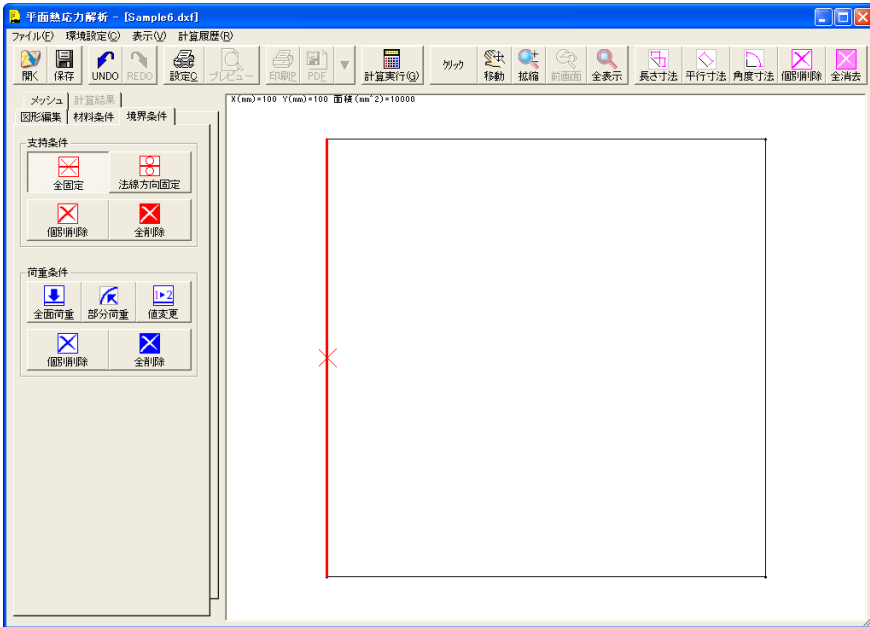 平面熱応力解析 - [Sample6.dxf]
ファイル(F) 環境設定(C) 表示(V) 計算履歴(R)
開く 保存 UNDO REDO 設定Q プレビュー 印刷P PDF 計算実行(G) クリック 移動 拡縮 前画面 全表示 長さ寸法 平行寸法 角度寸法 個別削除 全消去
メッシュ 計算結果
図形編集 材料条件 境界条件
X(mm)=100 Y(mm)=100 面積(mm^2)=10000
支持条件
全固定 法線方向固定
個別削除 全削除
荷重条件
全面荷重 部分荷重 値変更
個別削除 全削除